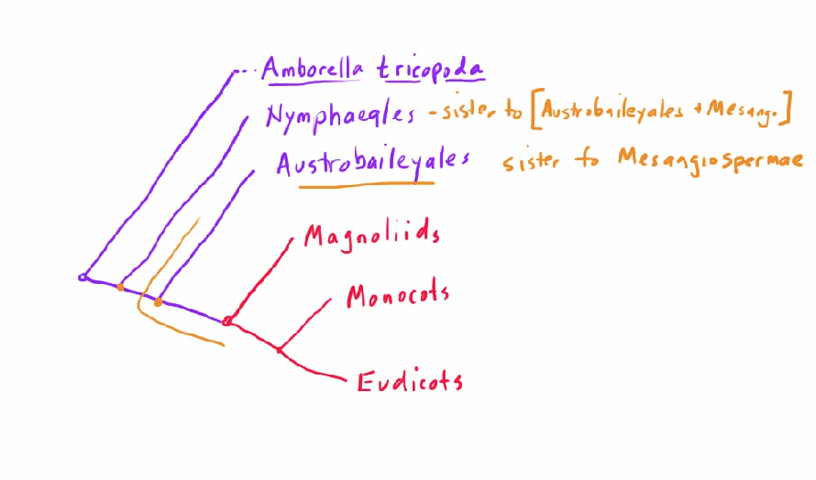 Amborella tricopoda
Nymphaeales - sister to [Austrobaileyales + Mesang.]
Austrobaileyales sister to Mesangiospermae
Magnoliids
Monocots
Eudicots